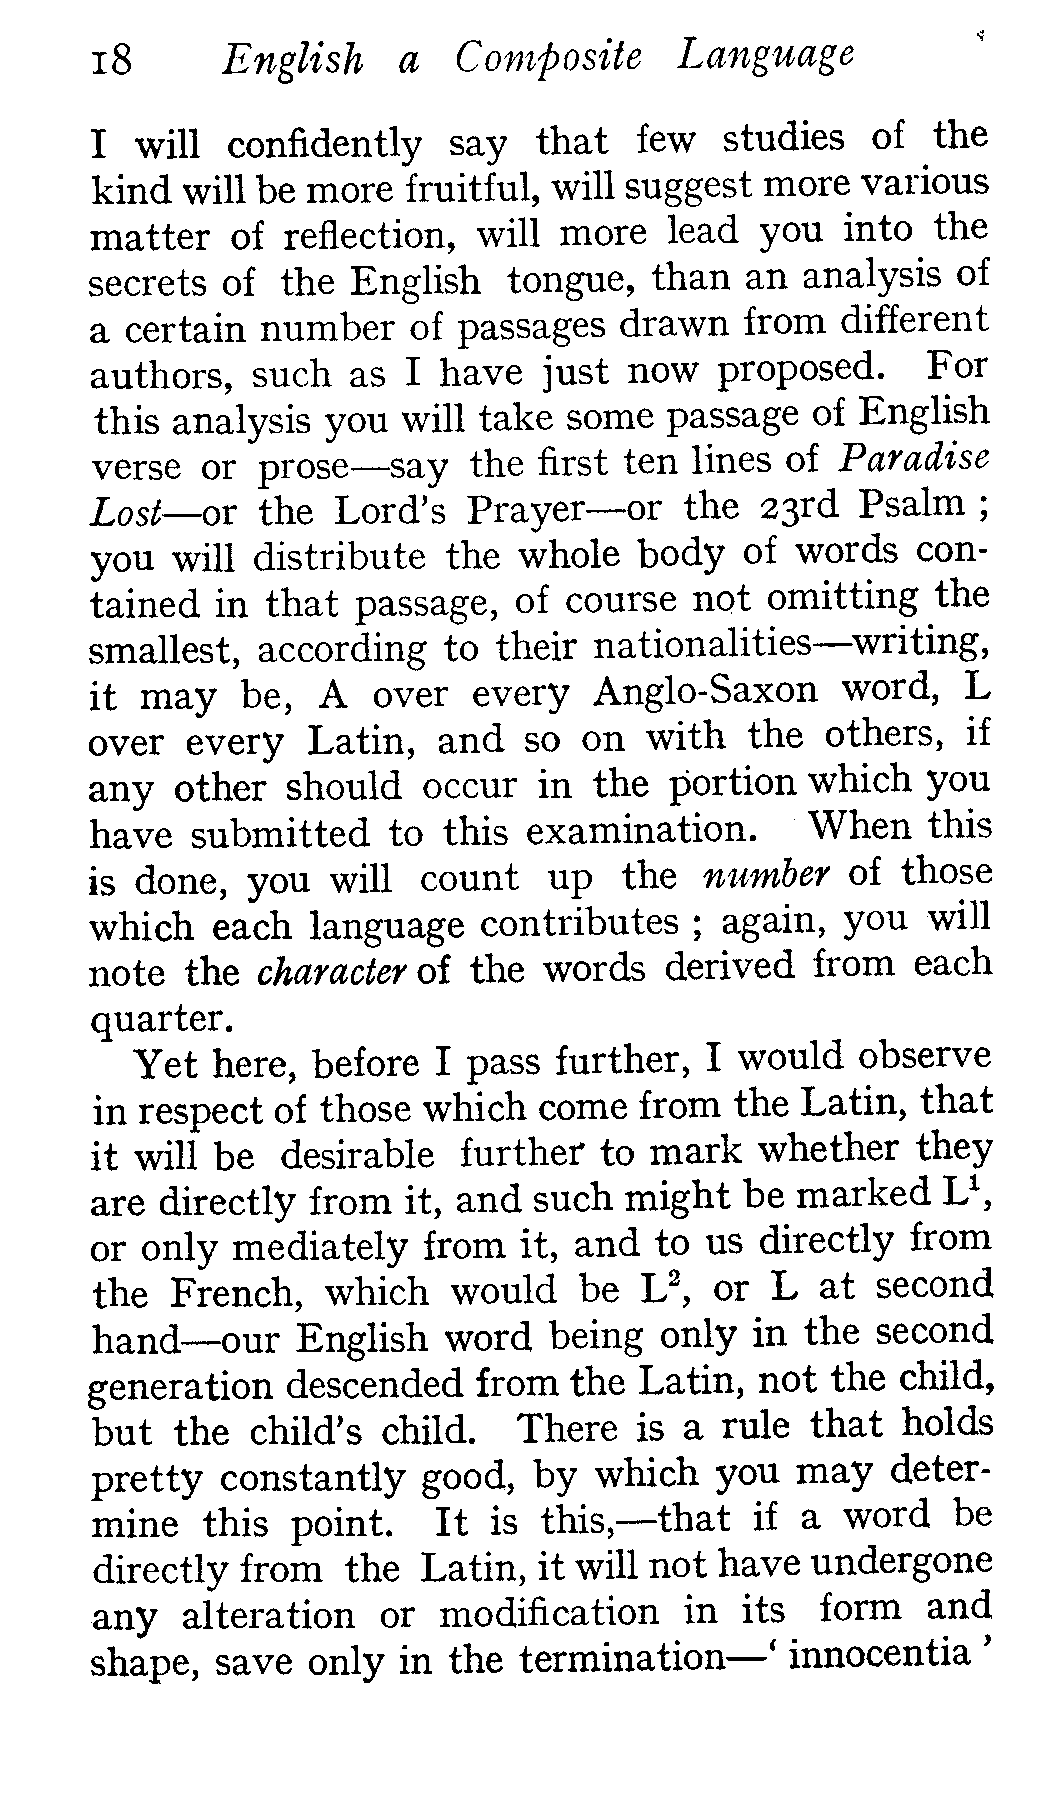 18 English a Composite Language
I will confidently say that few studies of the
kind will be more fruitful, will suggest more various
matter of reflection, will more lead you into the
secrets of the English tongue, than an analysis of
a certain number of passages drawn from different
authors, such as I have just now proposed. For
this analysis you will take some passage of English
verse or prose—say the first ten lines of Paradise
Lost—or the Lord's Prayer—or the 23rd Psalm ;
you will distribute the whole body of words con-
tained in that passage, of course not omitting the
smallest, according to their nationalities—writing,
it may be, A over every Anglo-Saxon word, L
over every Latin, and so on with the others, if
any other should occur in the portion which you
have submitted to this examination. When this
is done, you will count up the number of those
which each language contributes ; again, you will
note the character of the words derived from each
quarter.
Yet here, before I pass further, I would observe
in respect of those which come from the Latin, that
it will be desirable further to mark whether they
are directly from it, and such might be marked L¹,
or only mediately from it, and to us directly from
the French, which would be L², or L at second
hand—our English word being only in the second
generation descended from the Latin, not the child,
but the child's child. There is a rule that holds
pretty constantly good, by which you may deter-
mine this point. It is this,—that if a word be
directly from the Latin, it will not have undergone
any alteration or modification in its form and
shape, save only in the termination—‘ innocentia ’